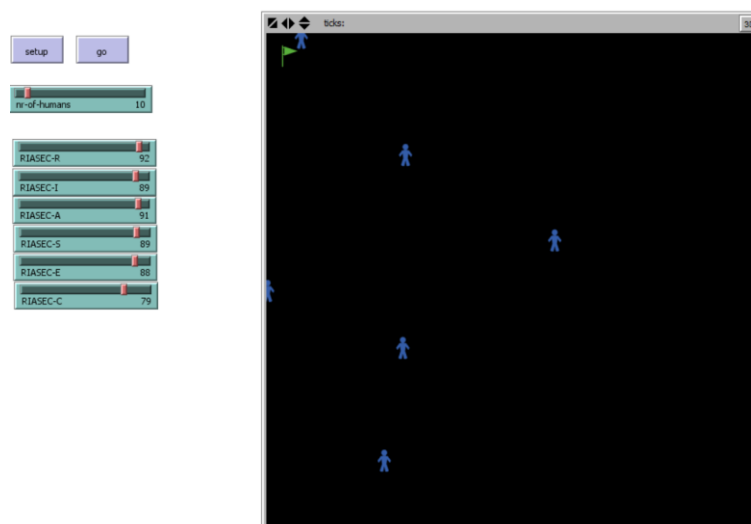 ticks:
setup
go
nr-of-humans 10
RIASEC-R 92
RIASEC-I 89
RIASEC-A 91
RIASEC-S 89
RIASEC-E 88
RIASEC-C 79